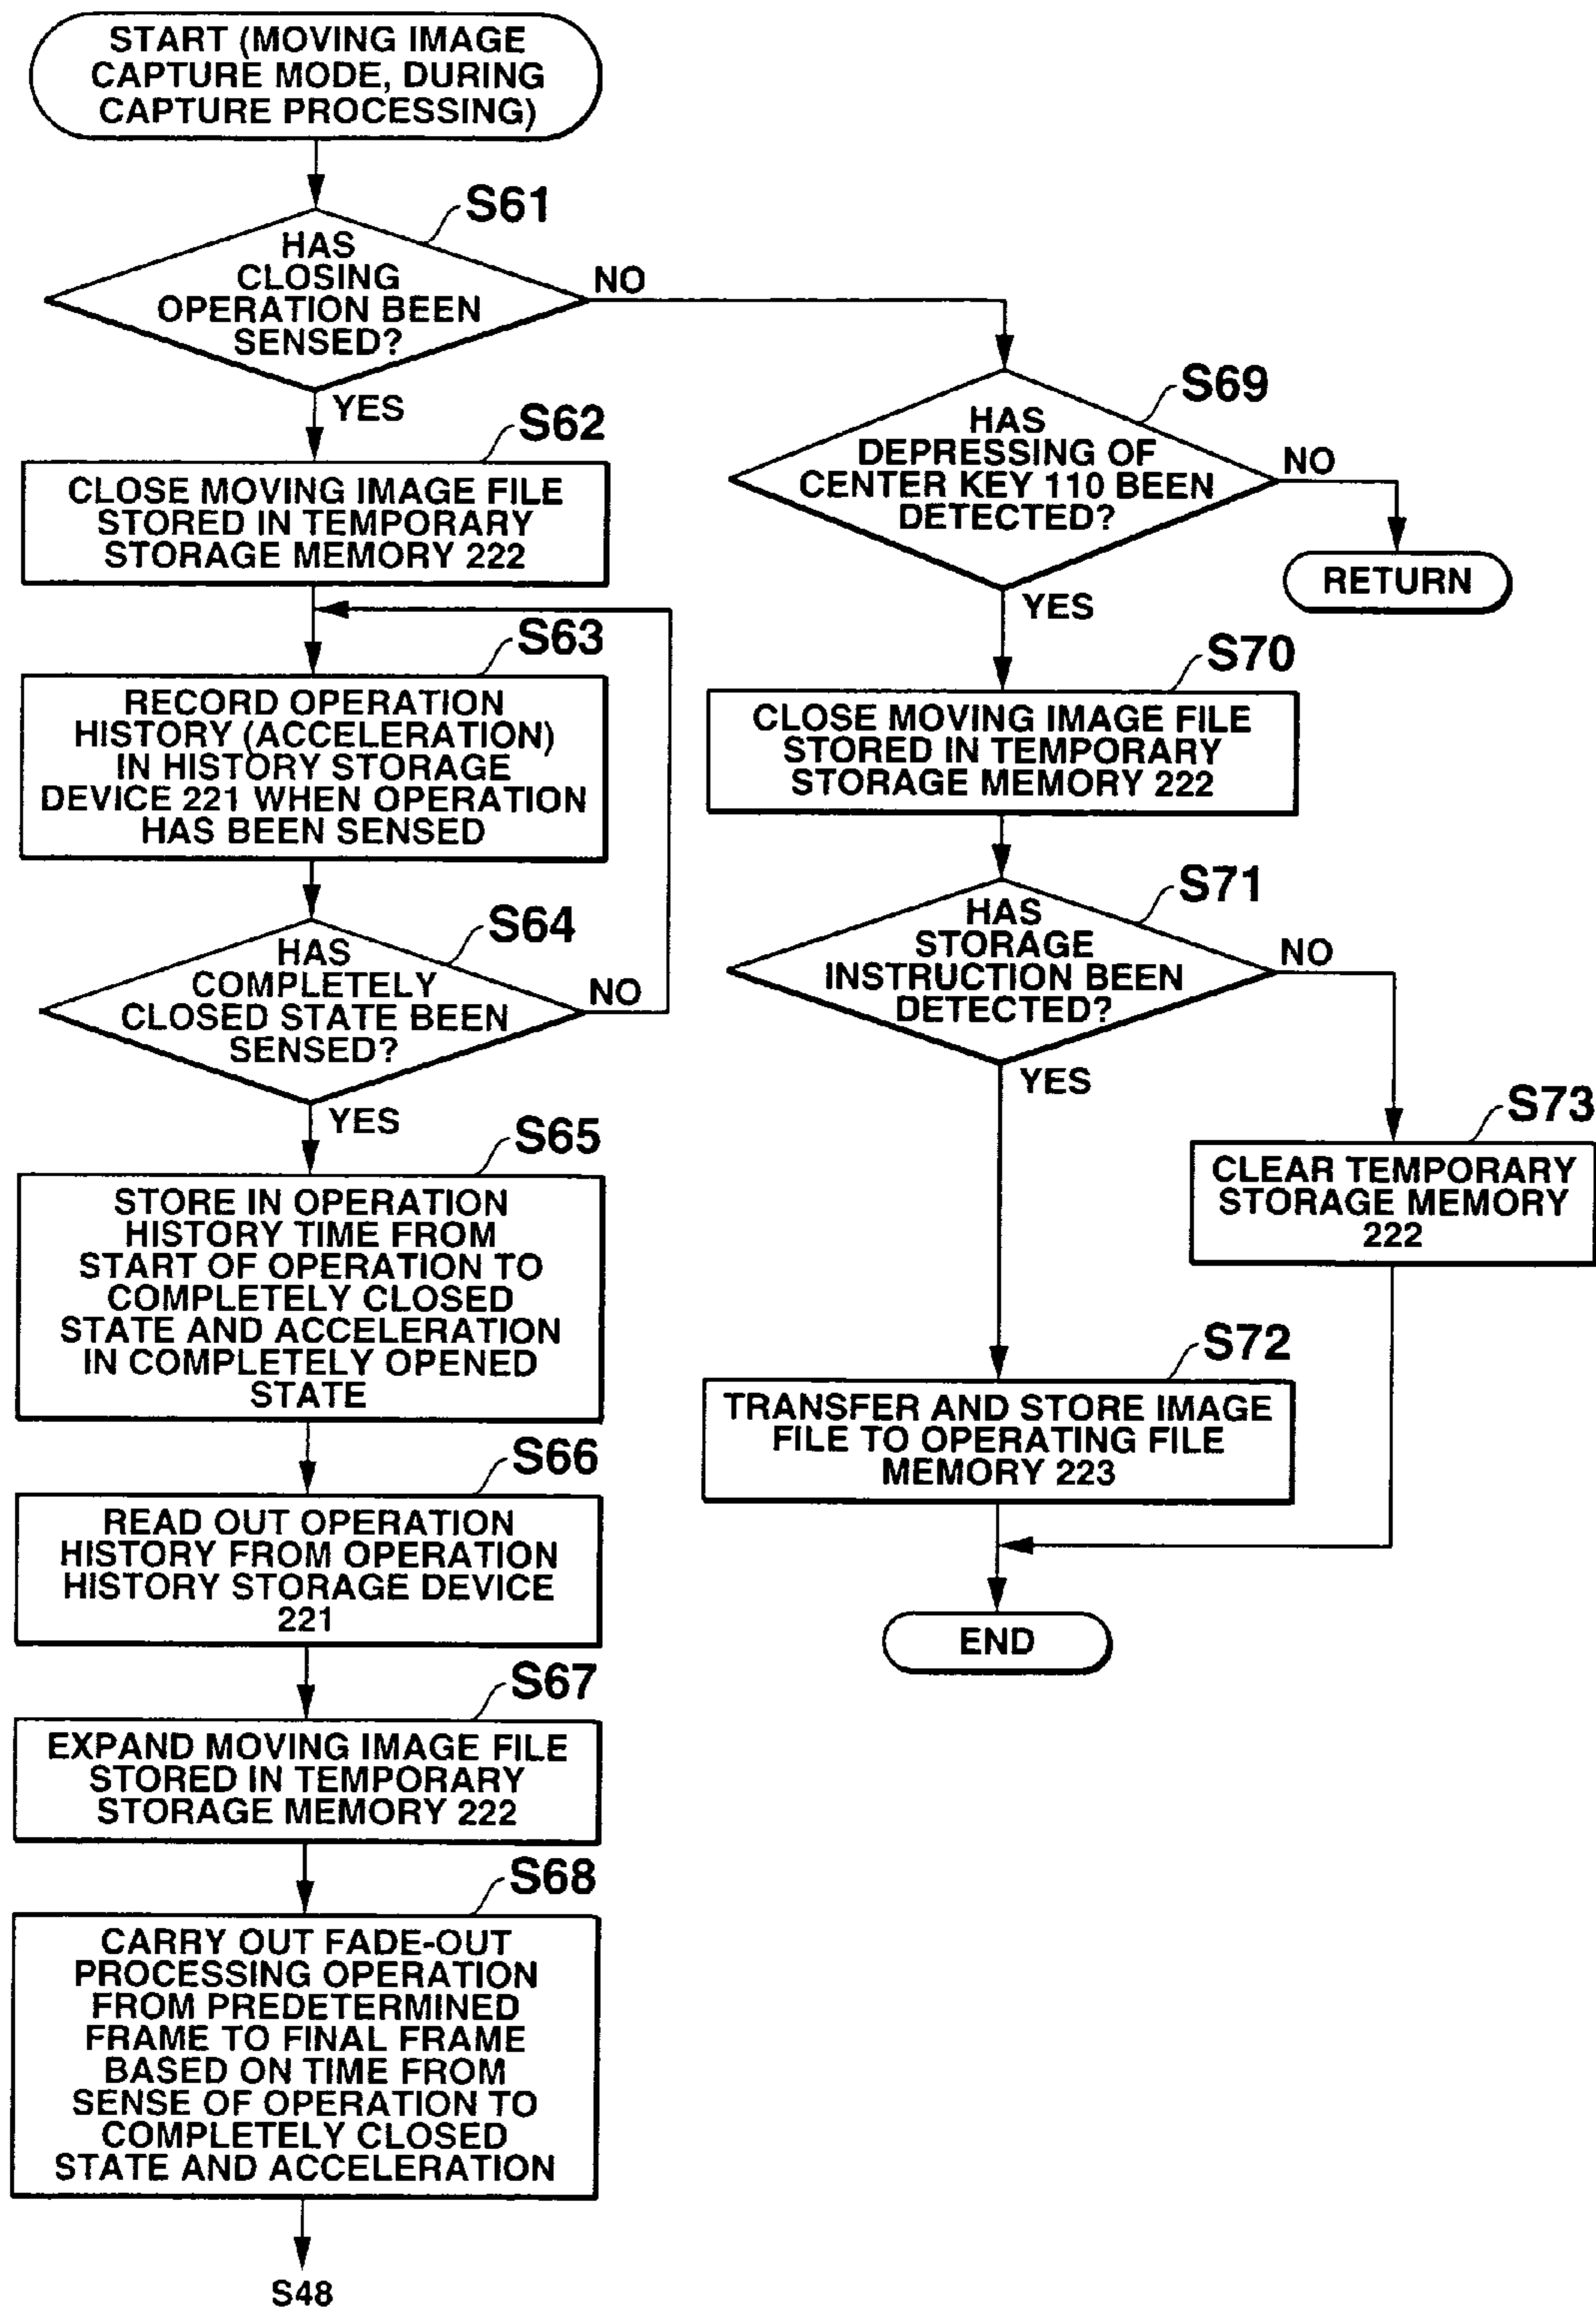 START (MOVING IMAGE
CAPTURE MODE, DURING
CAPTURE PROCESSING)
S61
HAS
CLOSING
OPERATION BEEN
SENSED?
NO
YES
S62
CLOSE MOVING IMAGE FILE
STORED IN TEMPORARY
STORAGE MEMORY 222
S63
RECORD OPERATION
HISTORY (ACCELERATION)
IN HISTORY STORAGE
DEVICE 221 WHEN OPERATION
HAS BEEN SENSED
S64
HAS
COMPLETELY
CLOSED STATE BEEN
SENSED?
NO
YES
S65
STORE IN OPERATION
HISTORY TIME FROM
START OF OPERATION TO
COMPLETELY CLOSED
STATE AND ACCELERATION
IN COMPLETELY OPENED
STATE
S66
READ OUT OPERATION
HISTORY FROM OPERATION
HISTORY STORAGE DEVICE
221
S67
EXPAND MOVING IMAGE FILE
STORED IN TEMPORARY
STORAGE MEMORY 222
S68
CARRY OUT FADE-OUT
PROCESSING OPERATION
FROM PREDETERMINED
FRAME TO FINAL FRAME
BASED ON TIME FROM
SENSE OF OPERATION TO
COMPLETELY CLOSED
STATE AND ACCELERATION
S48
S69
HAS
DEPRESSING OF
CENTER KEY 110 BEEN
DETECTED?
NO
RETURN
YES
S70
CLOSE MOVING IMAGE FILE
STORED IN TEMPORARY
STORAGE MEMORY 222
S71
HAS
STORAGE
INSTRUCTION BEEN
DETECTED?
NO
YES
S73
CLEAR TEMPORARY
STORAGE MEMORY
222
S72
TRANSFER AND STORE IMAGE
FILE TO OPERATING FILE
MEMORY 223
END